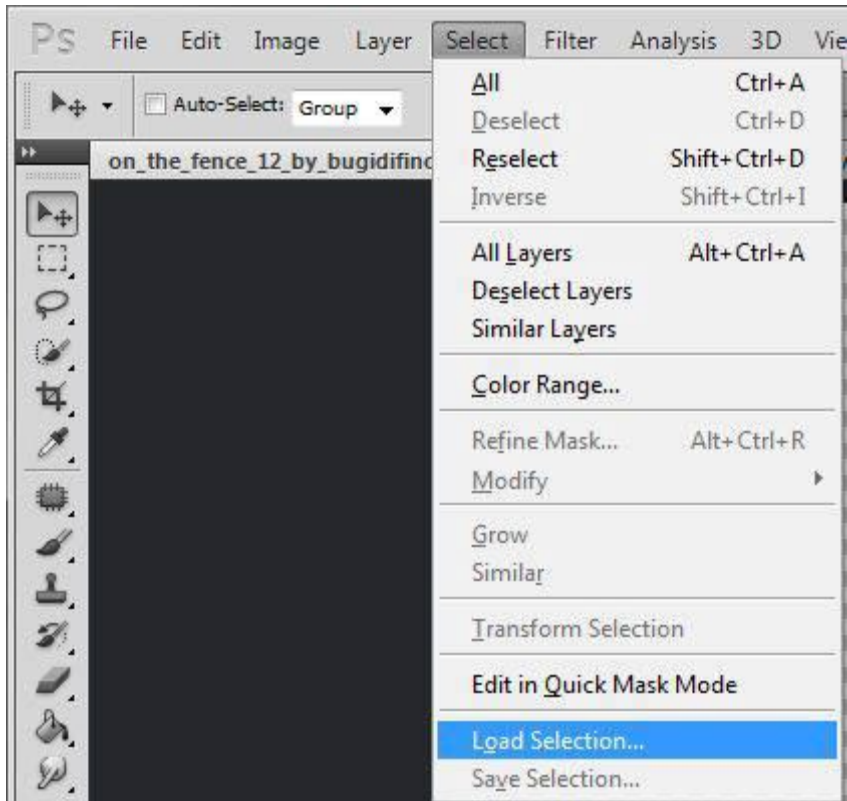 Ps File Edit Image Layer Select Filter Analysis 3D
Auto-Select: Group
on_the_fence_12_by_bugidifino
All Ctrl+A
Deselect Ctrl+D
Reselect Shift+Ctrl+D
Inverse Shift+Ctrl+I
All Layers Alt+Ctrl+A
Deselect Layers
Similar Layers
Color Range...
Refine Mask... Alt+Ctrl+R
Modify
Grow
Similar
Transform Selection
Edit in Quick Mask Mode
Load Selection...
Save Selection...